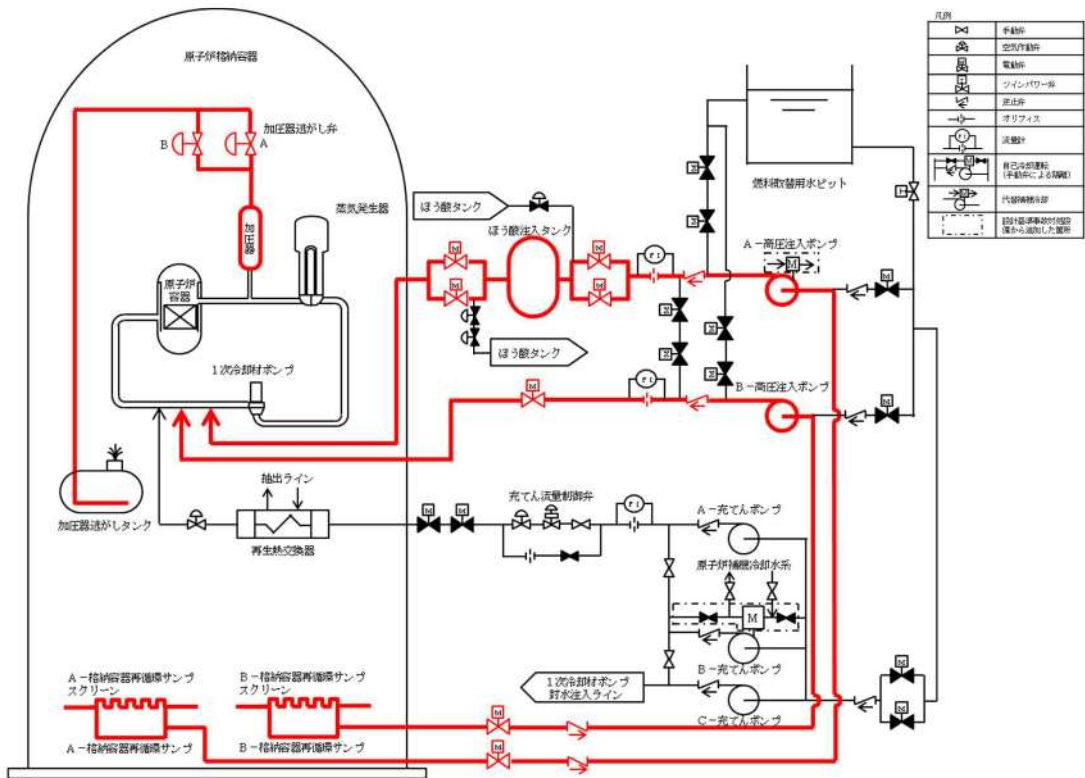 原子炉格納容器
加圧器逃がし弁
B
A
蒸気発生器
加圧器
原子炉
容器
1次冷却材ポンプ
加圧器逃がしタンク
抽出ライン
再生熱交換器
ほう酸タンク
ほう酸注入タンク
ほう酸タンク
M
M
M
M
FI
M
FI
燃料取替用水ピット
A-高圧注入ポンプ
M
B-高圧注入ポンプ
M
M
M
M
充てん流量制御弁
FI
A-充てんポンプ
原子炉補機冷却水系
M
B-充てんポンプ
1次冷却材ポンプ
封水注入ライン
C-充てんポンプ
M
M
A-格納容器再循環サンプ
スクリーン
B-格納容器再循環サンプ
スクリーン
A-格納容器再循環サンプ
B-格納容器再循環サンプ
M
M
凡例
手動弁
空気作動弁
電動弁
ツインパワー弁
逆止弁
オリフィス
流量計
自己冷却運転
(手動弁による隔離)
代替補機冷却
設計基準事故対処設
備から追加した箇所